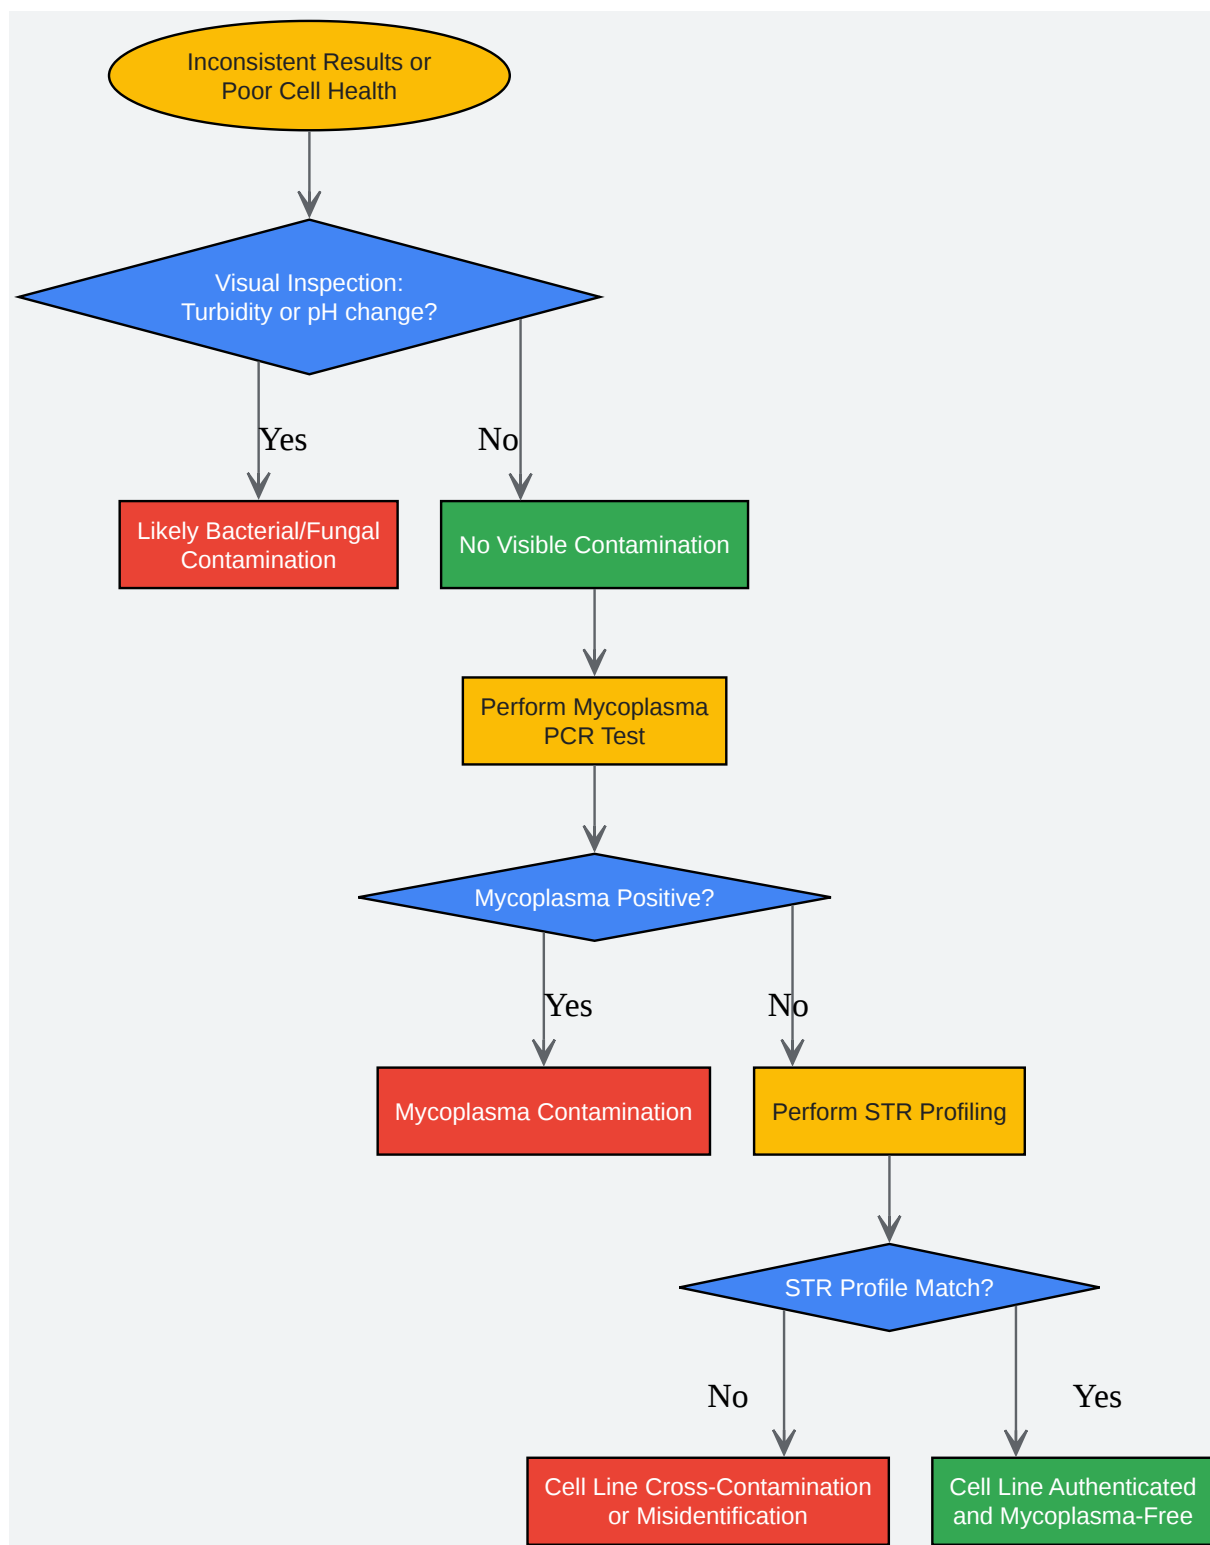 Inconsistent Results or
Poor Cell Health
Visual Inspection:
Turbidity or pH change?
Yes
No
Likely Bacterial/Fungal
Contamination
No Visible Contamination
Perform Mycoplasma
PCR Test
Mycoplasma Positive?
Yes
No
Mycoplasma Contamination
Perform STR Profiling
STR Profile Match?
No
Yes
Cell Line Cross-Contamination
or Misidentification
Cell Line Authenticated
and Mycoplasma-Free